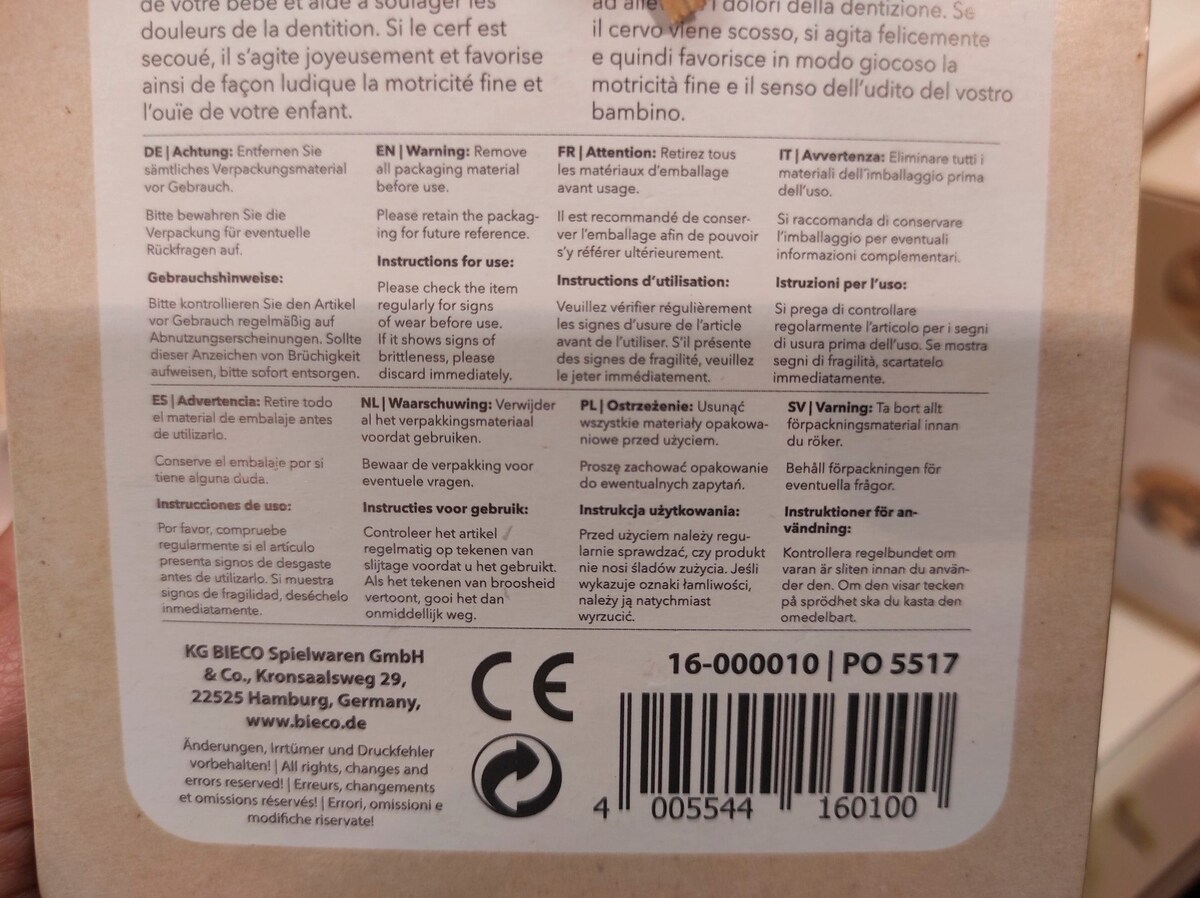 de votre bébé et aide à soulager les
douleurs de la dentition. Si le cerf est
secoué, il s'agite joyeusement et favorise
ainsi de façon ludique la motricité fine et
l'ouïe de votre enfant.
dolori della dentizione. Se
il cervo viene scosso, si agita felicemente
e quindi favorisce in modo giocoso la
motricità fine e il senso dell'udito del vostro
bambino.
DE | Achtung: Entfernen Sie
sämtliches Verpackungsmaterial
vor Gebrauch.
Bitte bewahren Sie die
Verpackung für eventuelle
Rückfragen auf.
Gebrauchshinweise:
Bitte kontrollieren Sie den Artikel
vor Gebrauch regelmäßig auf
Abnutzungserscheinungen. Sollte
dieser Anzeichen von Brüchigkeit
aufweisen, bitte sofort entsorgen.
EN | Warning: Remove
all packaging material
before use.
Please retain the packag-
ing for future reference.
Instructions for use:
Please check the item
regularly for signs
of wear before use.
If it shows signs of
brittleness, please
discard immediately.
FR | Attention: Retirez tous
les matériaux d'emballage
avant usage.
Il est recommandé de conser-
ver l'emballage afin de pouvoir
s'y référer ultérieurement.
Instructions d'utilisation:
Veuillez vérifier régulièrement
les signes d'usure de l'article
avant de l'utiliser. S'il présente
des signes de fragilité, veuillez
le jeter immédiatement.
IT | Avvertenza: Eliminare tutti i
materiali dell'imballaggio prima
dell'uso.
Si raccomanda di conservare
l'imballaggio per eventuali
informazioni complementari.
Istruzioni per l'uso:
Si prega di controllare
regolarmente l'articolo per i segni
di usura prima dell'uso. Se mostra
segni di fragilità, scartatelo
immediatamente.
ES | Advertencia: Retire todo
el material de embalaje antes
de utilizarlo.
Conserve el embalaje por si
tiene alguna duda.
Instrucciones de uso:
Por favor, compruebe
regularmente si el artículo
presenta signos de desgaste
antes de utilizarlo. Si muestra
signos de fragilidad, deséchelo
inmediatamente.
NL | Waarschuwing: Verwijder
al het verpakkingsmateriaal
voordat gebruiken.
Bewaar de verpakking voor
eventuele vragen.
Instructies voor gebruik:
Controleer het artikel
regelmatig op tekenen van
slijtage voordat u het gebruikt.
Als het tekenen van broosheid
vertoont, gooi het dan
onmiddellijk weg.
PL | Ostrzeżenie: Usunąć
wszystkie materiały opakowa-
niowe przed użyciem.
Proszę zachować opakowanie
do ewentualnych zapytań.
Instrukcja użytkowania:
Przed użyciem należy regu-
larnie sprawdzać, czy produkt
nie nosi śladów zużycia. Jeśli
wykazuje oznaki łamliwości,
należy ją natychmiast
wyrzucić.
SV | Varning: Ta bort allt
förpackningsmaterial innan
du röker.
Behåll förpackningen för
eventuella frågor.
Instruktioner för an-
vändning:
Kontrollera regelbundet om
varan är sliten innan du använ-
der den. Om den visar tecken
på sprödhet ska du kasta den
omedelbart.
KG BIECO Spielwaren GmbH
& Co., Kronsaalsweg 29,
22525 Hamburg, Germany,
www.bieco.de
Änderungen, Irrtümer und Druckfehler
vorbehalten! | All rights, changes and
errors reserved! | Erreurs, changements
et omissions réservés! | Errori, omissioni e
modifiche riservate!
CE
16-000010 | PO 5517
4 005544 160100